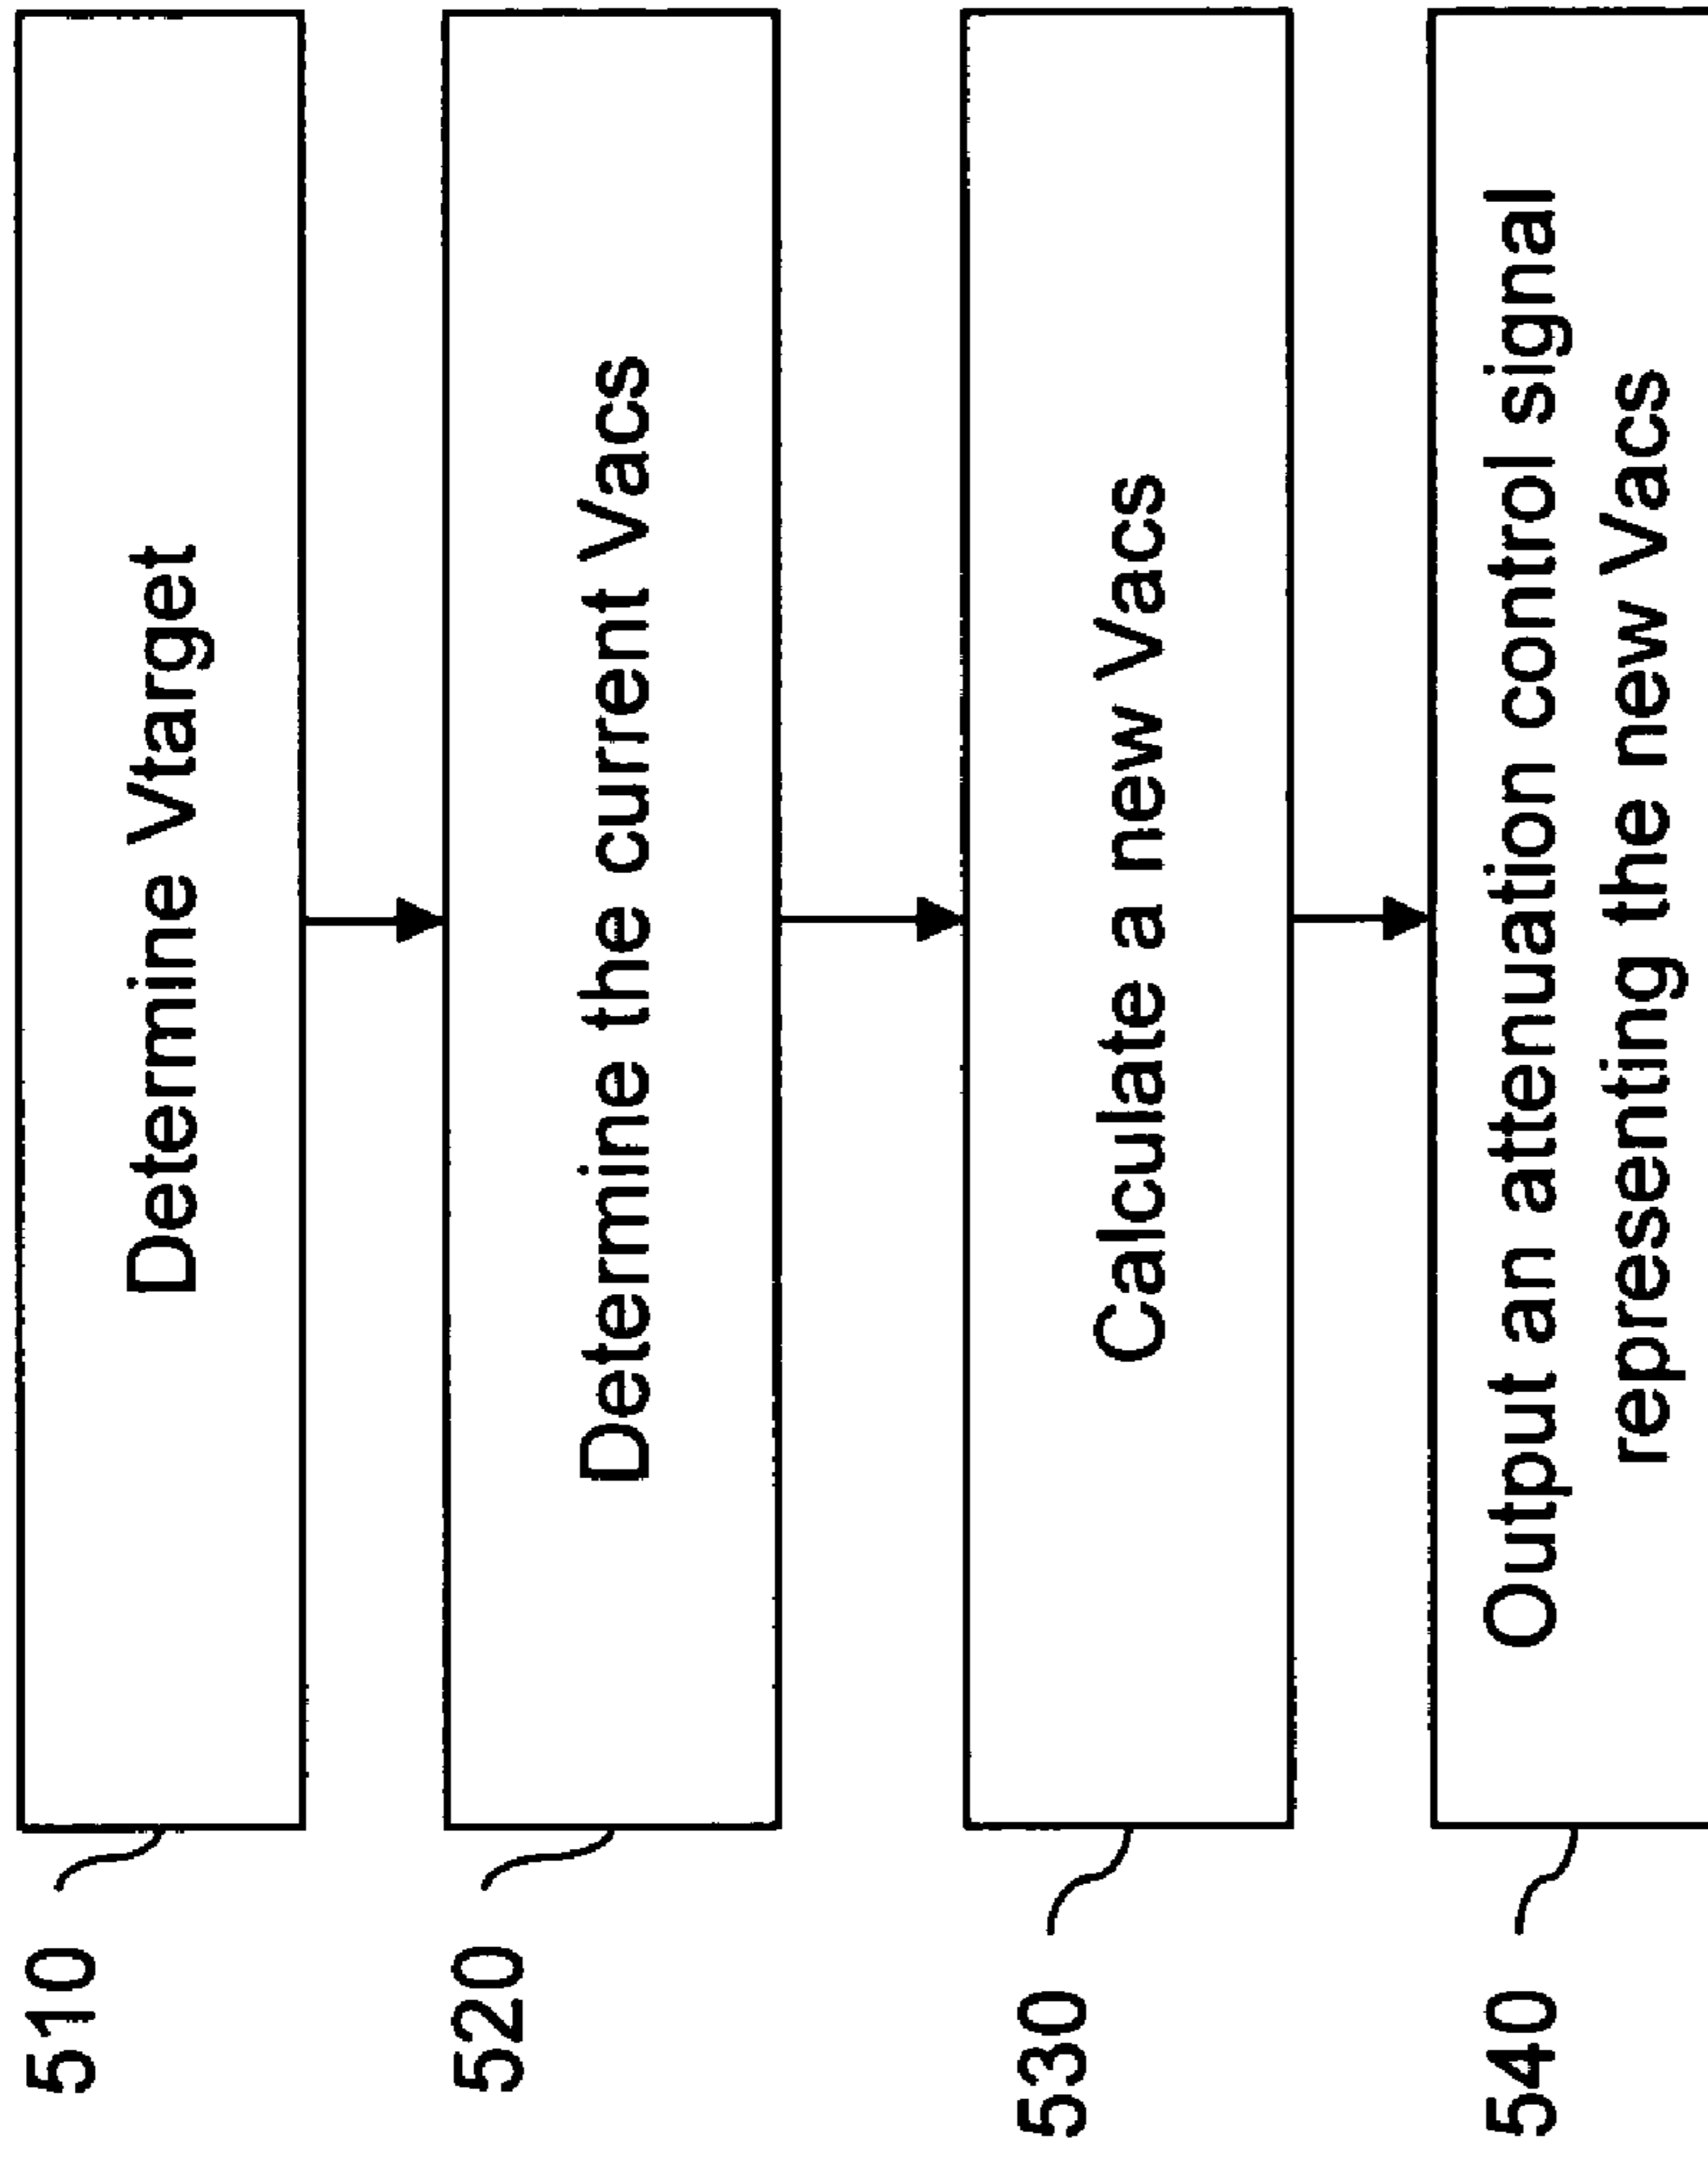 510
Determine Vtarget
520
Determine the current Vacs
530
Calculate a new Vacs
540
Output an attenuation control signal
representing the new Vacs